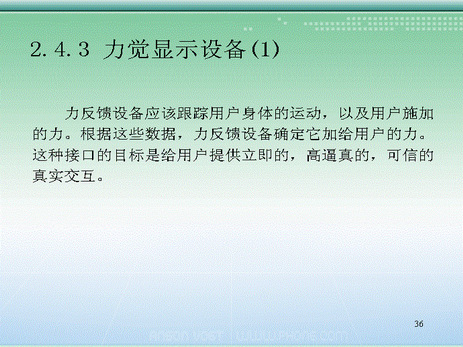 2.4.3 力觉显示设备(1)
力反馈设备应该跟踪用户身体的运动，以及用户施加
的力。根据这些数据，力反馈设备确定它加给用户的力。
这种接口的目标是给用户提供立即的，高逼真的，可信的
真实交互。
36